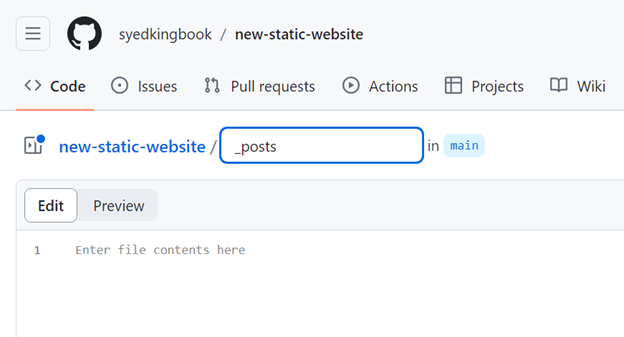 syedkingbook / new-static-website
Code Issues Pull requests Actions Projects Wiki
new-static-website / _posts in main
Edit Preview
1 Enter file contents here